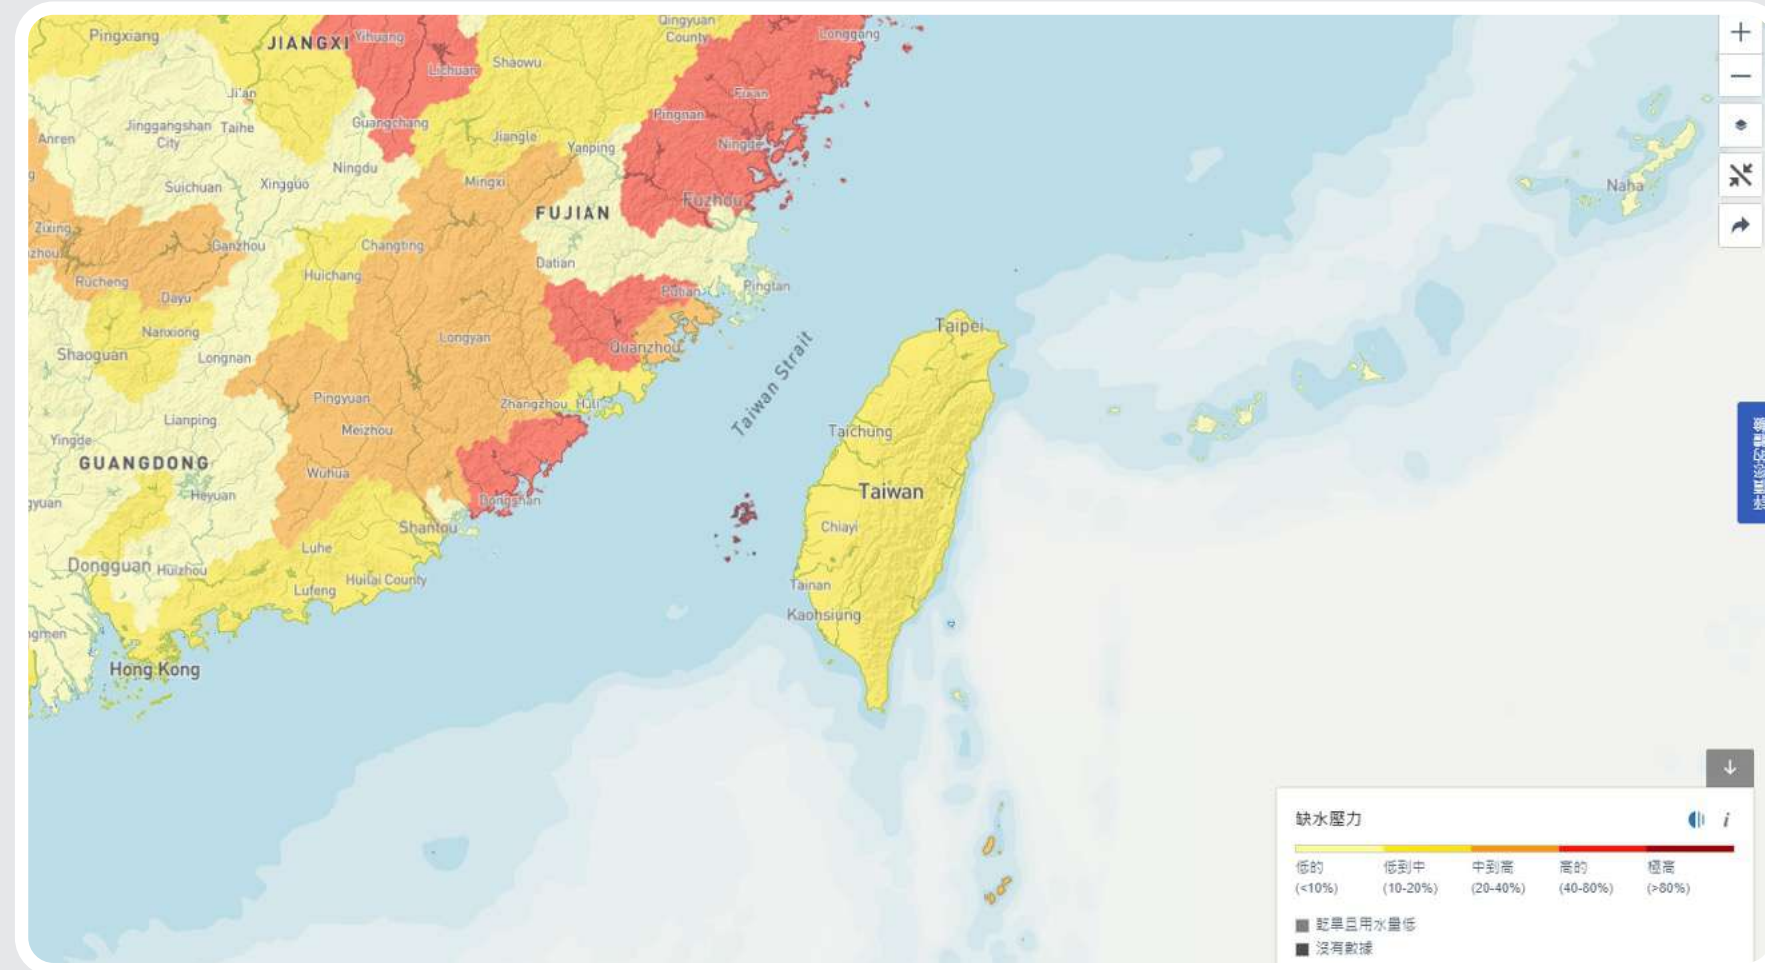 Qingyuan
County
Pingxiang
JIANGXI
Yihuang
Longgang
Shaowu
Lichuan
Ji'an
Fu'an
Pingnan
Guangchang
Jinggangshan
City
Taihe
Anren
Jiangle
Yanping
Ningde
Ningdu
Suichuan
Xingguo
Mingxi
Naha
Fuzhou
FUJIAN
Zixing
Ganzhou
Changting
zhou
Datian
Huichang
Rucheng
Dayu
Putian
Pingtan
Nanxiong
Taipei
Longyan
Quanzhou
Shaoguan
Longnan
Taiwan Strait
Pingyuan
Zhangzhou
Huli
Lianping
Meizhou
Taichung
Yingde
GUANGDONG
Wuhua
Heyuan
Taiwan
gyuan
Dongshan
Shantou
Chiayi
Luhe
Dongguan
Huizhou
Huilai County
Lufeng
Tainan
Kaohsiung
ngmen
Hong Kong
缺水壓力
i
低的
低到中
中到高
高的
極高
(<10%)
(10-20%)
(20-40%)
(40-80%)
(>80%)
乾旱且用水量低
沒有數據